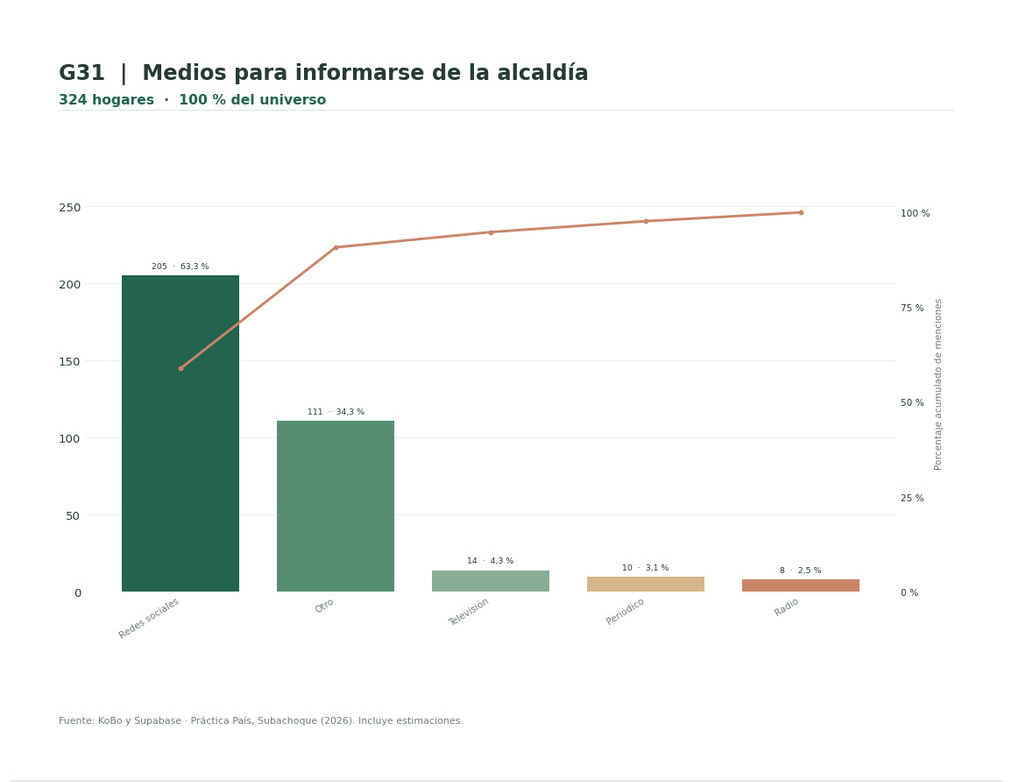 G31 | Medios para informarse de la alcaldía
324 hogares · 100 % del universo
250
200
150
100
50
0
100 %
75 %
50 %
25 %
0 %
Porcentaje acumulado de menciones
205 · 63,3 %
111 · 34,3 %
14 · 4,3 %
10 · 3,1 %
8 · 2,5 %
Redes sociales
Otro
Televisión
Periódico
Radio
Fuente: KoBo y Supabase · Práctica País, Subachoque (2026). Incluye estimaciones.